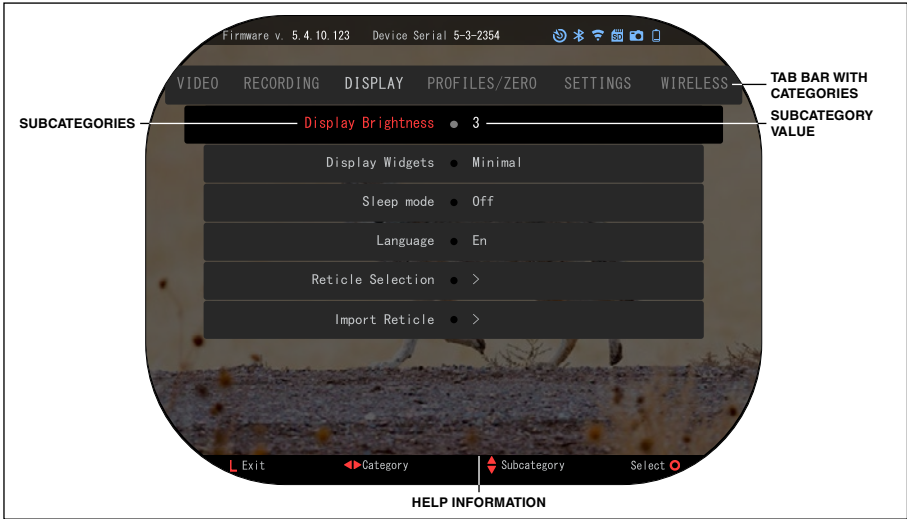 Firmware v. 5.4.10.123 Device Serial 5-3-2354 SD
VIDEO RECORDING DISPLAY PROFILES/ZERO SETTINGS WIRELESS
TAB BAR WITH
CATEGORIES
SUBCATEGORIES
Display Brightness 3
SUBCATEGORY
VALUE
Display Widgets Minimal
Sleep mode Off
Language En
Reticle Selection >
Import Reticle >
L Exit Category Subcategory Select
HELP INFORMATION